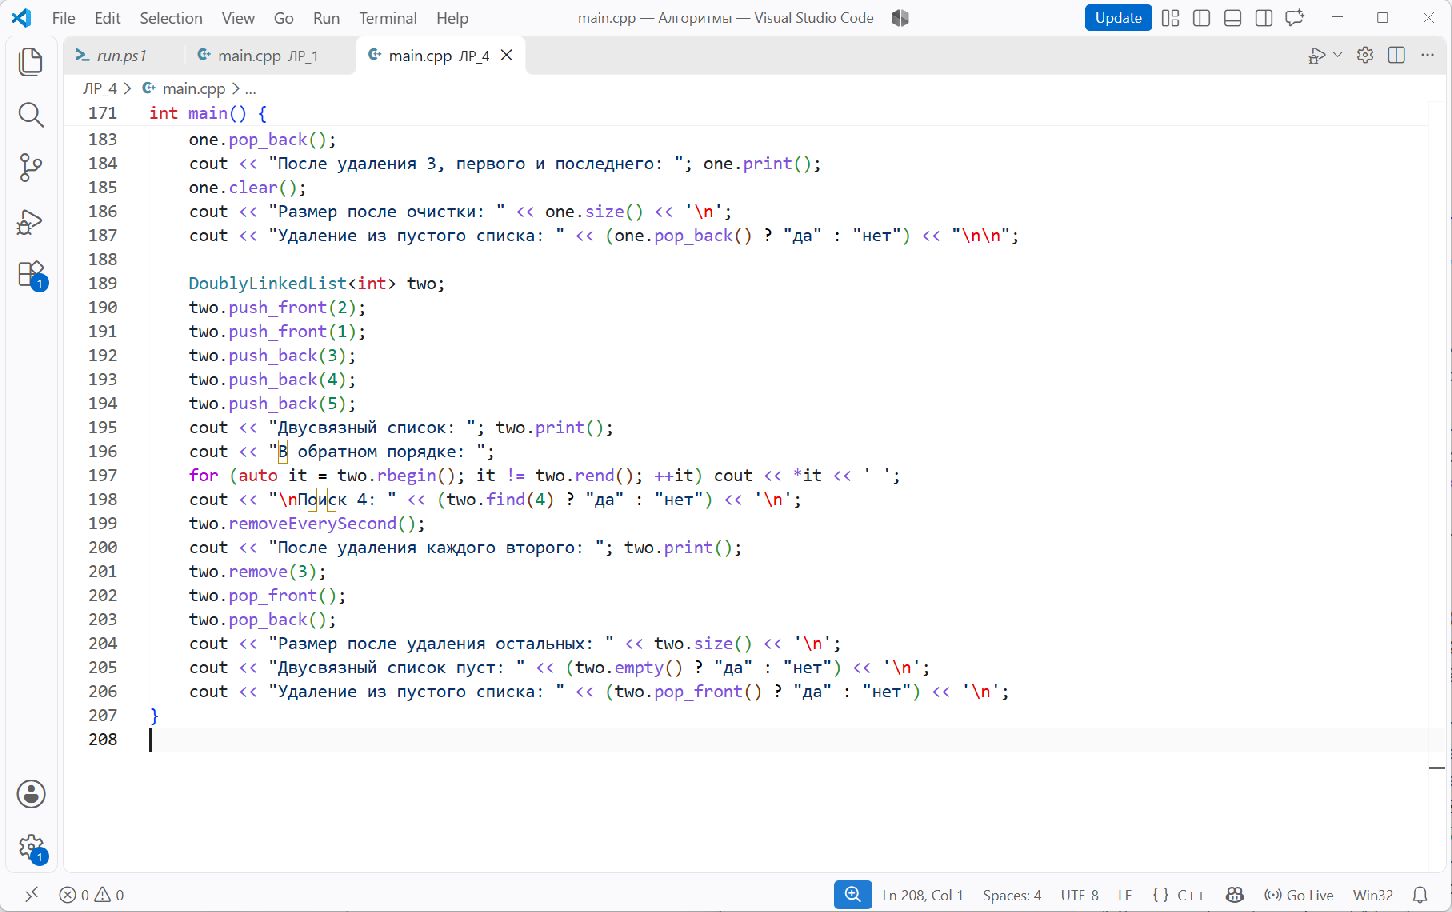 File Edit Selection View Go Run Terminal Help
main.cpp — Алгоритмы — Visual Studio Code
Update
run.ps1
main.cpp ЛР_1
main.cpp ЛР_4
ЛР_4 > main.cpp > ...
171 int main() {
183 one.pop_back();
184 cout << "После удаления 3, первого и последнего: "; one.print();
185 one.clear();
186 cout << "Размер после очистки: " << one.size() << '\n';
187 cout << "Удаление из пустого списка: " << (one.pop_back() ? "да" : "нет") << "\n\n";
188
189 DoublyLinkedList<int> two;
190 two.push_front(2);
191 two.push_front(1);
192 two.push_back(3);
193 two.push_back(4);
194 two.push_back(5);
195 cout << "Двусвязный список: "; two.print();
196 cout << "В обратном порядке: ";
197 for (auto it = two.rbegin(); it != two.rend(); ++it) cout << *it << ' ';
198 cout << "\nПоиск 4: " << (two.find(4) ? "да" : "нет") << '\n';
199 two.removeEverySecond();
200 cout << "После удаления каждого второго: "; two.print();
201 two.remove(3);
202 two.pop_front();
203 two.pop_back();
204 cout << "Размер после удаления остальных: " << two.size() << '\n';
205 cout << "Двусвязный список пуст: " << (two.empty() ? "да" : "нет") << '\n';
206 cout << "Удаление из пустого списка: " << (two.pop_front() ? "да" : "нет") << '\n';
207 }
208
1
1
0 0
Ln 208, Col 1 Spaces: 4 UTF-8 LF {} C++ Go Live Win32